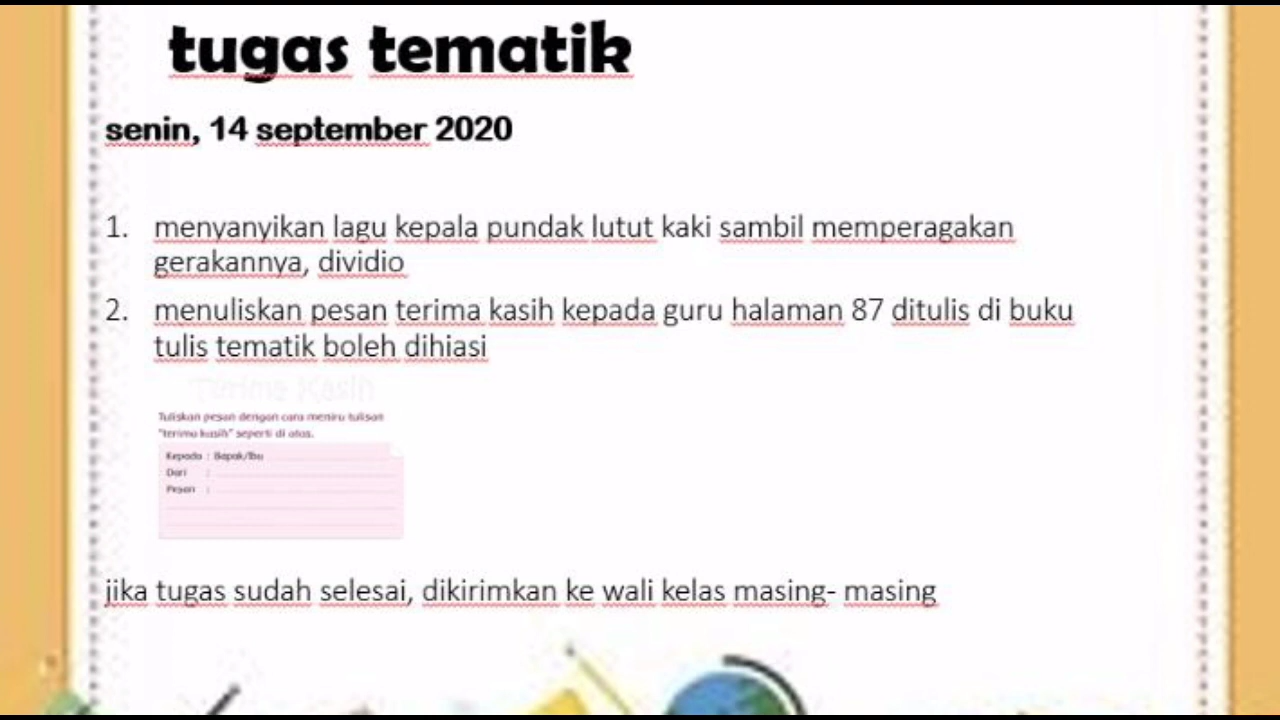 tugas tematik
senin, 14 september 2020
1. menyanyikan lagu kepala pundak lutut kaki sambil memperagakan
gerakannya, dividio
2. menuliskan pesan terima kasih kepada guru halaman 87 ditulis di buku
tulis tematik boleh dihiasi
Terima Kasih
Tuliskan pesan dengan cara meniru tulisan
"terima kasih" seperti di atas.
Kepada : Bapak/Ibu
Dari :
Pesan :
jika tugas sudah selesai, dikirimkan ke wali kelas masing- masing